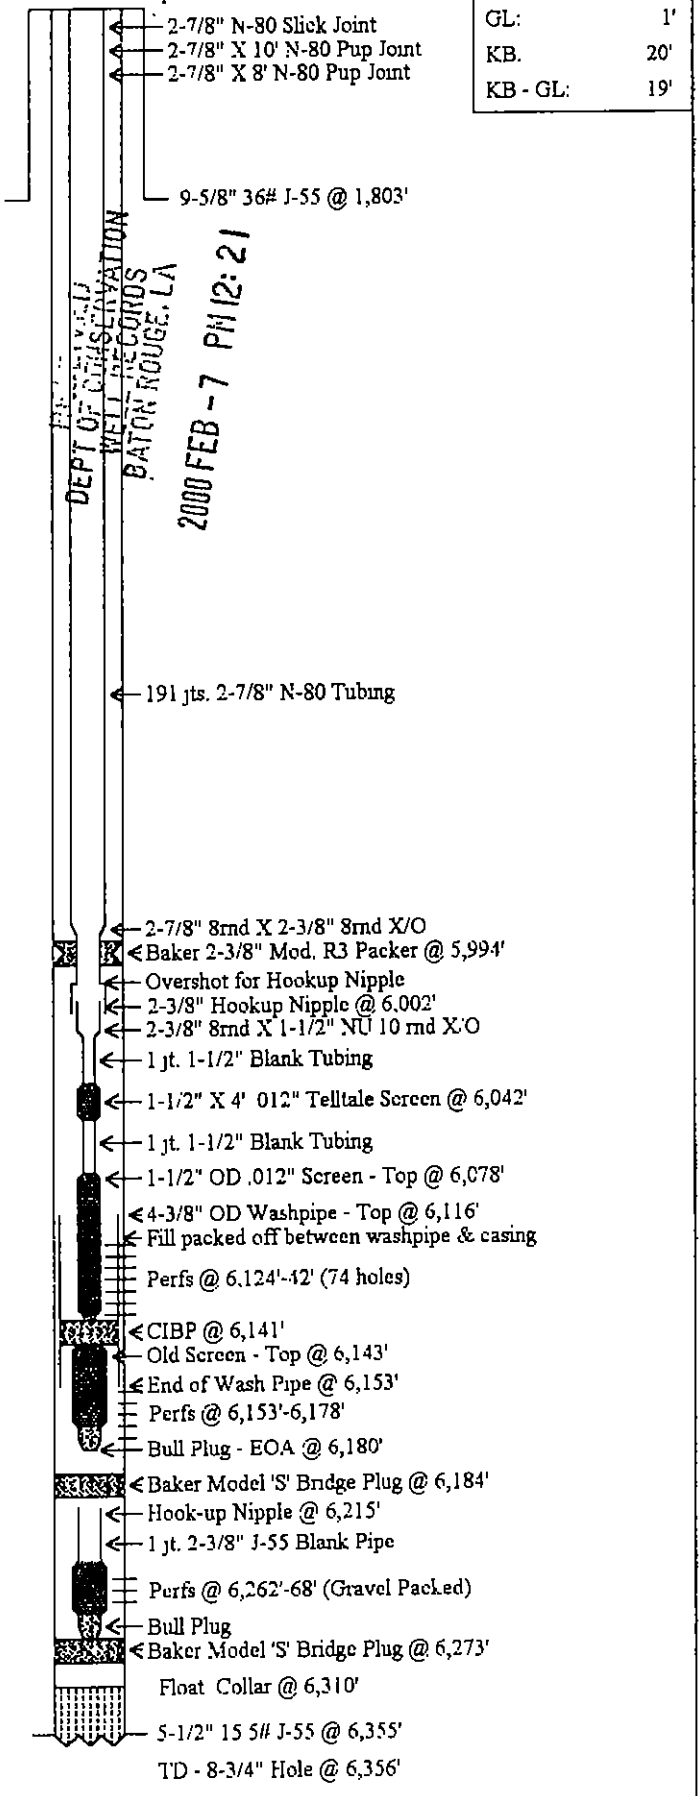 2-7/8" N-80 Slick Joint
2-7/8" X 10' N-80 Pup Joint
2-7/8" X 8' N-80 Pup Joint
GL: 1'
KB. 20'
KB - GL: 19'
9-5/8" 36# J-55 @ 1,803'
DEPT OF CONSERVATION
WELL RECORDS
BATON ROUGE, LA
2000 FEB -7 PM 12:21
191 jts. 2-7/8" N-80 Tubing
2-7/8" 8rnd X 2-3/8" 8rnd X/O
Baker 2-3/8" Mod. R3 Packer @ 5,994'
Overshot for Hookup Nipple
2-3/8" Hookup Nipple @ 6,002'
2-3/8" 8rnd X 1-1/2" NU 10 rnd X/O
1 jt. 1-1/2" Blank Tubing
1-1/2" X 4' 012" Telltale Screen @ 6,042'
1 jt. 1-1/2" Blank Tubing
1-1/2" OD .012" Screen - Top @ 6,078'
4-3/8" OD Washpipe - Top @ 6,116'
Fill packed off between washpipe & casing
Perfs @ 6,124'-42' (74 holes)
CIBP @ 6,141'
Old Screen - Top @ 6,143'
End of Wash Pipe @ 6,153'
Perfs @ 6,153'-6,178'
Bull Plug - EOA @ 6,180'
Baker Model 'S' Bridge Plug @ 6,184'
Hook-up Nipple @ 6,215'
1 jt. 2-3/8" J-55 Blank Pipe
Perfs @ 6,262'-68' (Gravel Packed)
Bull Plug
Baker Model 'S' Bridge Plug @ 6,273'
Float Collar @ 6,310'
5-1/2" 15 5# J-55 @ 6,355'
TD - 8-3/4" Hole @ 6,356'